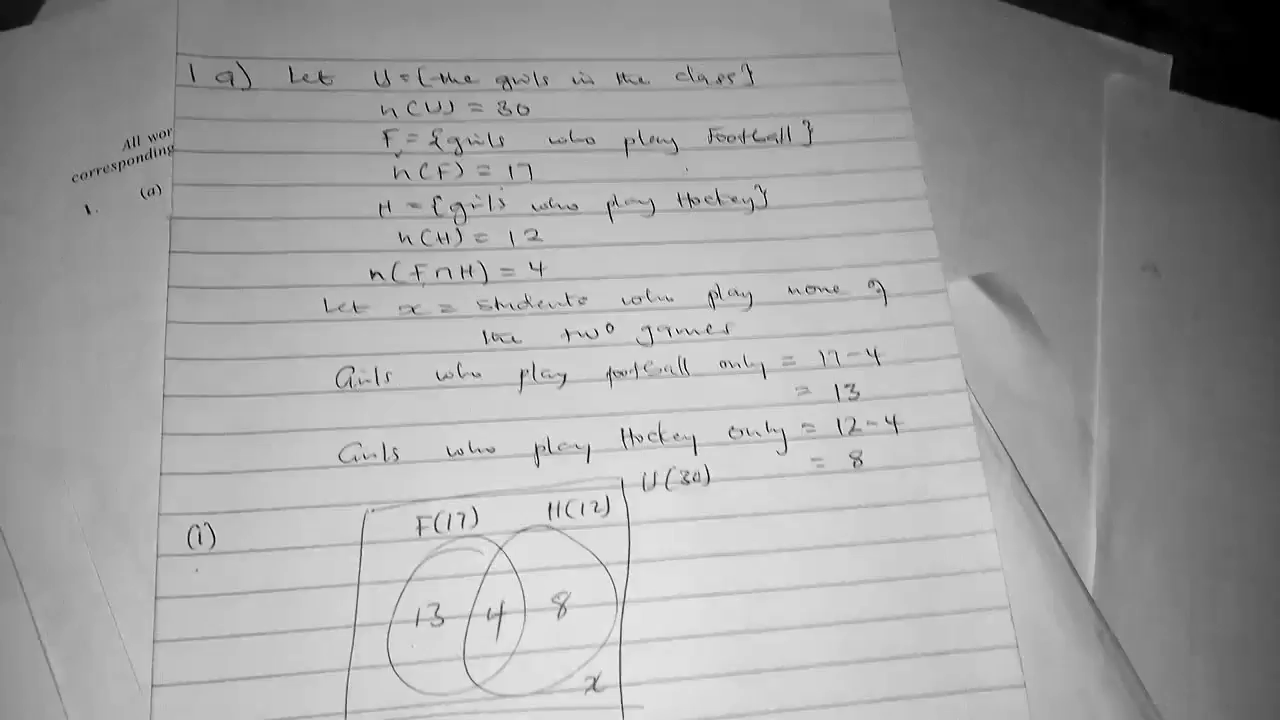 All wor
corresponding
1. (a)
1 a) Let U = {the girls in the class}
n(U) = 30
F = {girls who play Football}
n(F) = 17
H = {girls who play Hockey}
n(H) = 12
n(F∩H) = 4
Let x = students who play none of
the two games
Girls who play football only = 17-4
= 13
Girls who play Hockey only = 12-4
= 8
U(30)
(i) F(17) H(12)
13 4 8
x